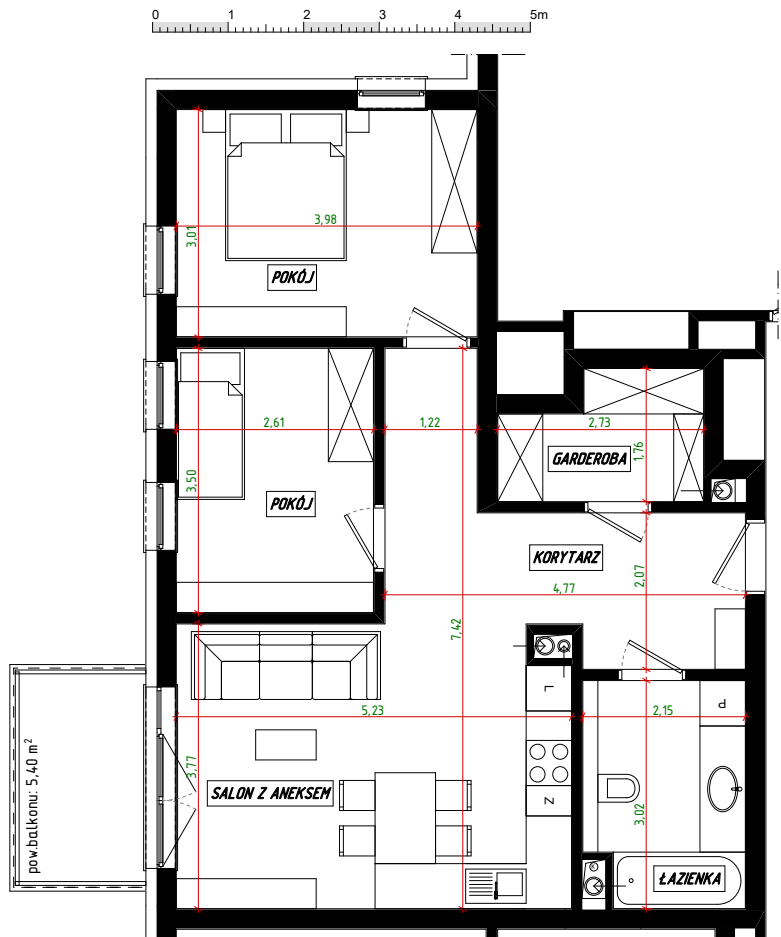 0 1 2 3 4 5m
3,98
3,01
POKÓJ
2,61
1,22
2,73
1,76
GARDEROBA
3,50
POKÓJ
KORYTARZ
2,07
4,77
7,42
L
P
5,23
2,15
3,77
SALON Z ANEKSEM
N
3,02
pow.balkonu: 5,40 m²
ŁAZIENKA